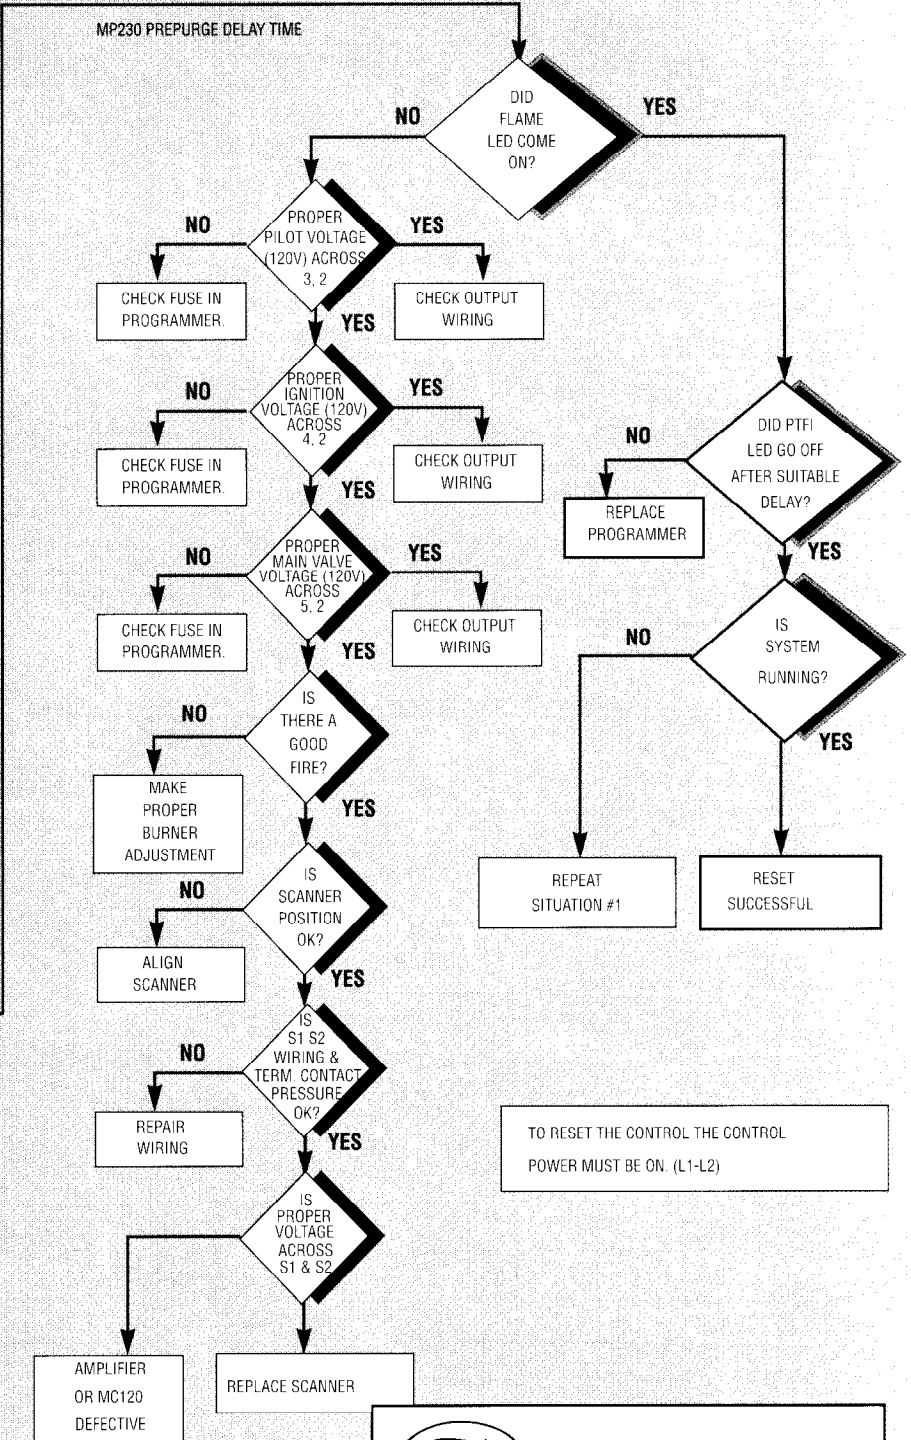 MP230 PREPURGE DELAY TIME
DID
FLAME
LED COME
ON?
NO
YES
PROPER
PILOT VOLTAGE
(120V) ACROSS
3, 2
NO
YES
CHECK FUSE IN
PROGRAMMER.
CHECK OUTPUT
WIRING
YES
PROPER
IGNITION
VOLTAGE (120V)
ACROSS
4, 2
NO
YES
CHECK FUSE IN
PROGRAMMER.
CHECK OUTPUT
WIRING
YES
PROPER
MAIN VALVE
VOLTAGE (120V)
ACROSS
5, 2
NO
YES
CHECK FUSE IN
PROGRAMMER.
CHECK OUTPUT
WIRING
YES
IS
THERE A
GOOD
FIRE?
NO
MAKE
PROPER
BURNER
ADJUSTMENT
YES
IS
SCANNER
POSITION
OK?
NO
ALIGN
SCANNER
YES
IS
S1 S2
WIRING &
TERM. CONTACT
PRESSURE
OK?
NO
REPAIR
WIRING
YES
IS
PROPER
VOLTAGE
ACROSS
S1 & S2
AMPLIFIER
OR MC120
DEFECTIVE
REPLACE SCANNER
DID PTFI
LED GO OFF
AFTER SUITABLE
DELAY?
NO
REPLACE
PROGRAMMER
YES
IS
SYSTEM
RUNNING?
NO
YES
REPEAT
SITUATION #1
RESET
SUCCESSFUL
TO RESET THE CONTROL THE CONTROL
POWER MUST BE ON. (L1-L2)